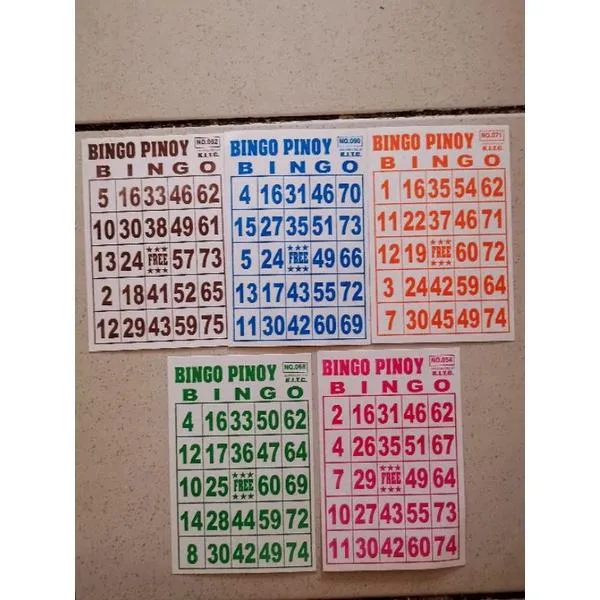 BINGO PINOY NO.052
K.I.T.C.
B I N G O
5 16 33 46 62
10 30 38 49 61
13 24 FREE 57 73
2 18 41 52 65
12 29 43 59 75
BINGO PINOY NO.090
K.I.T.C.
B I N G O
4 16 31 46 70
15 27 35 51 73
5 24 FREE 49 66
13 17 43 55 72
11 30 42 60 69
BINGO PINOY NO.071
K.I.T.C.
B I N G O
1 16 35 54 62
11 22 37 46 71
12 19 FREE 60 72
3 24 42 59 64
7 30 45 49 74
BINGO PINOY NO.068
K.I.T.C.
B I N G O
4 16 33 50 62
12 17 36 47 64
10 25 FREE 60 69
14 28 44 59 72
8 30 42 49 74
BINGO PINOY NO.054
K.I.T.C.
B I N G O
2 16 31 46 61
4 26 35 51 67
7 29 FREE 49 64
10 27 43 55 73
11 30 42 60 74